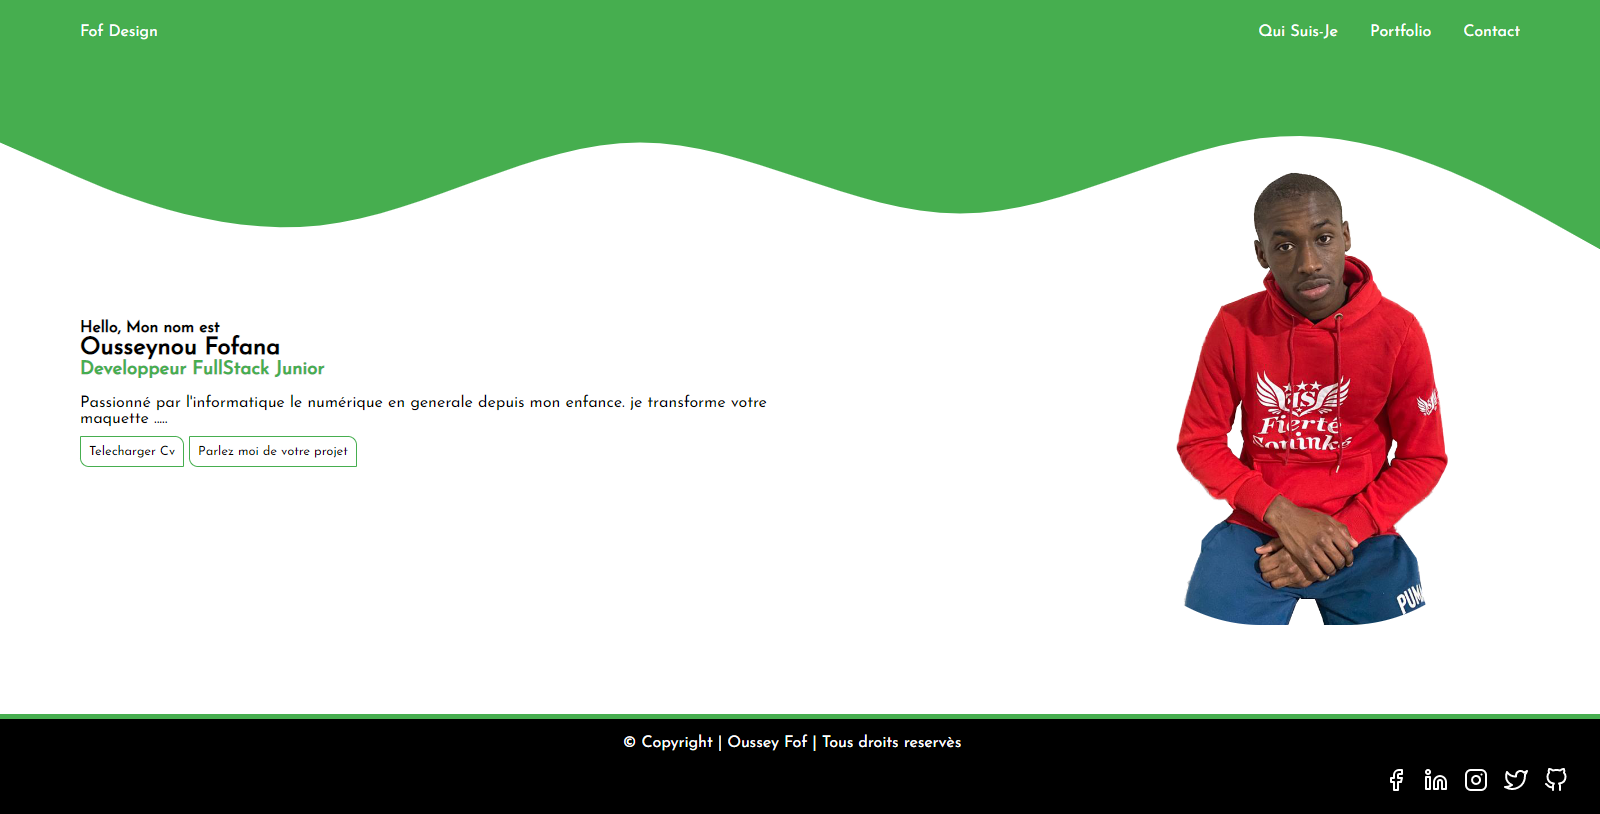 Fof Design
Qui Suis-Je
Portfolio
Contact
Hello, Mon nom est
Ousseynou Fofana
Developpeur FullStack Junior
Passionné par l'informatique le numérique en generale depuis mon enfance. je transforme votre
maquette .....
Telecharger Cv
Parlez moi de votre projet
Fierté
Soninké
© Copyright | Oussey Fof | Tous droits reservès